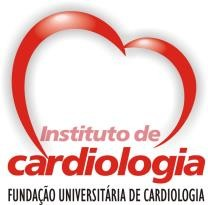 Instituto de
cardiologia
FUNDAÇÃO UNIVERSITÁRIA DE CARDIOLOGIA